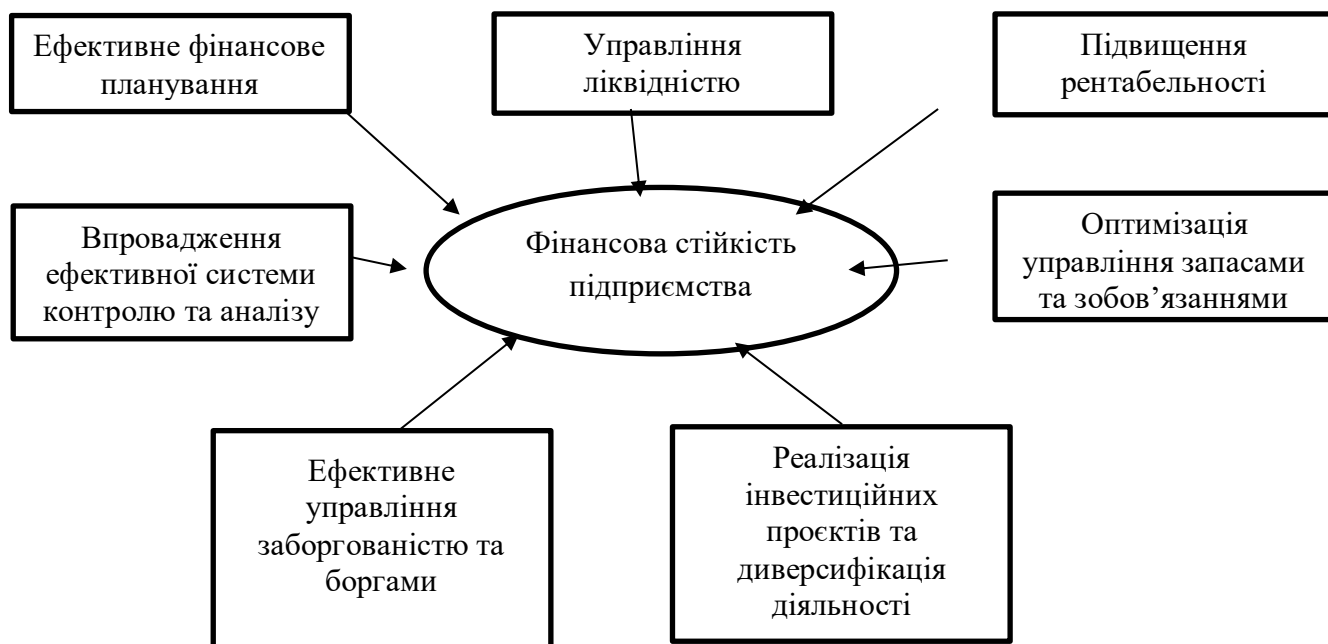 Ефективне фінансове
планування
Управління
ліквідністю
Підвищення
рентабельності
Впровадження
ефективної системи
контролю та аналізу
Фінансова стійкість
підприємства
Оптимізація
управління запасами
та зобов’язаннями
Ефективне
управління
заборгованістю та
боргами
Реалізація
інвестиційних
проєктів та
диверсифікація
діяльності